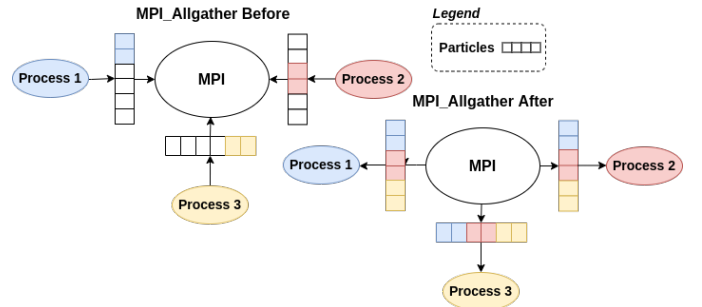 MPI_Allgather Before
Legend
Particles
Process 1
MPI
Process 2
Process 3
MPI_Allgather After
Process 1
MPI
Process 2
Process 3